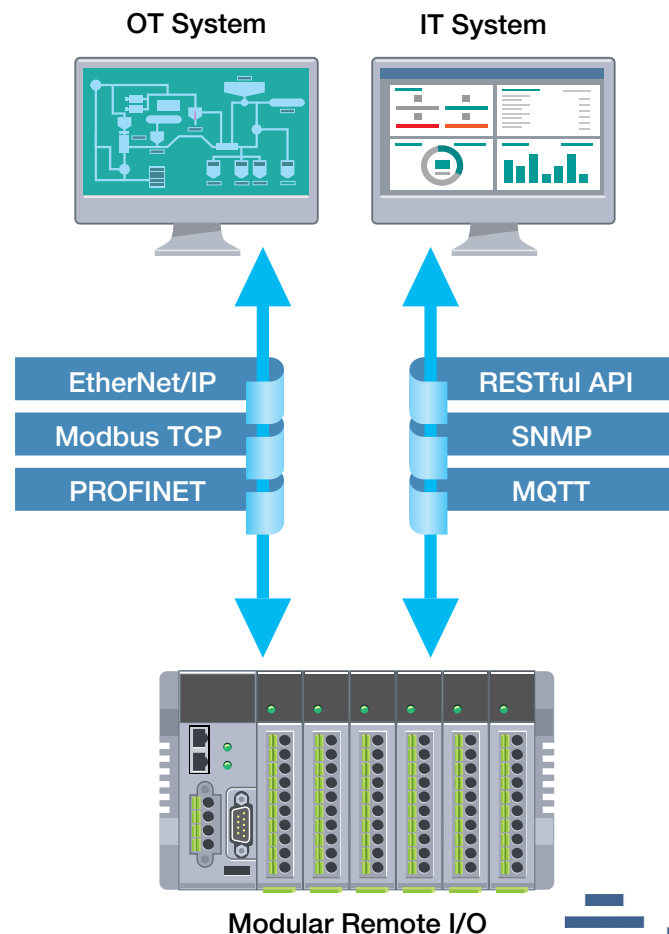 OT System
IT System
EtherNet/IP
Modbus TCP
PROFINET
RESTful API
SNMP
MQTT
Modular Remote I/O